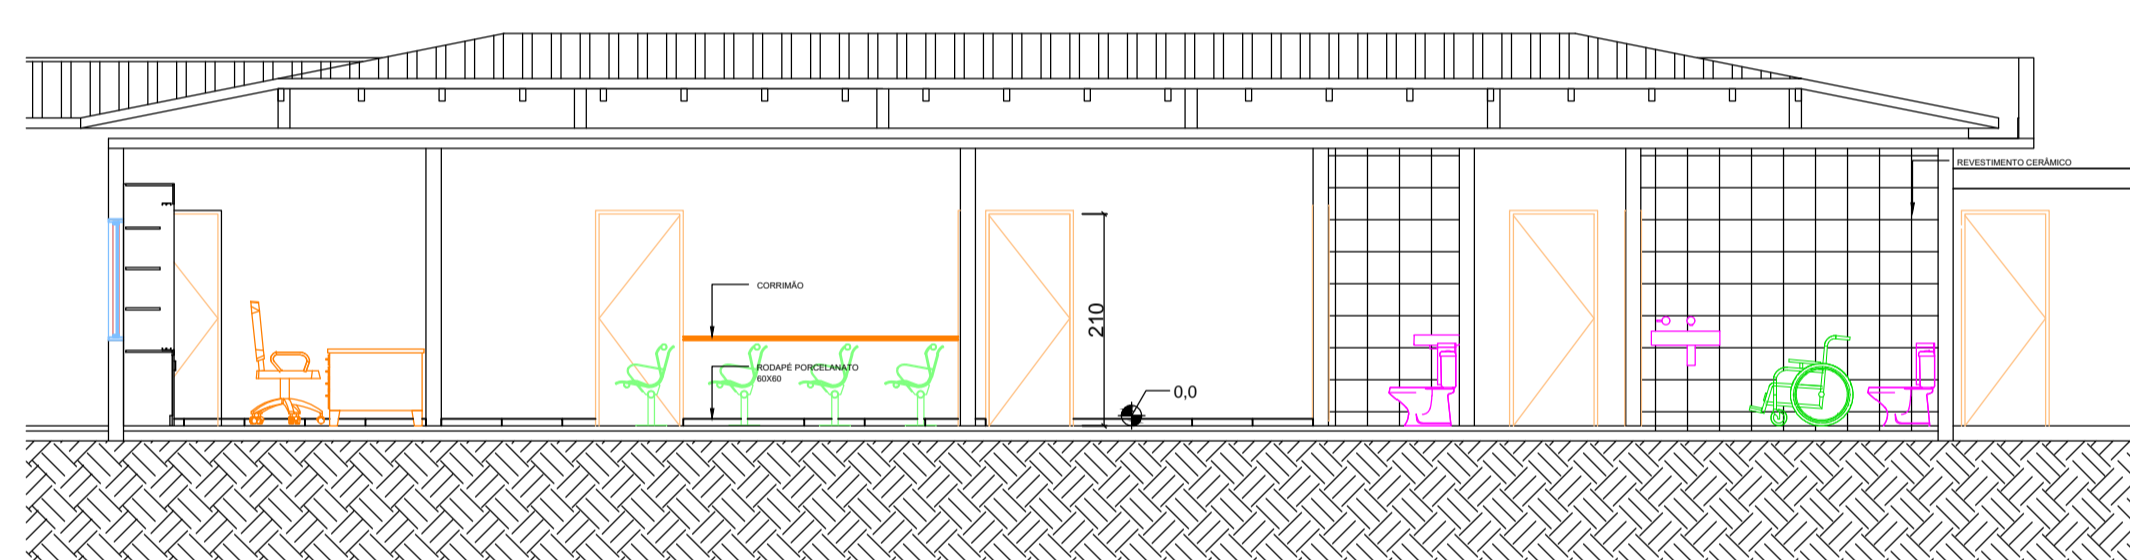 REVESTIMENTO CERÂMICO
CORRIMÃO
210
RODAPÉ PORCELANATO
60X60
0,0